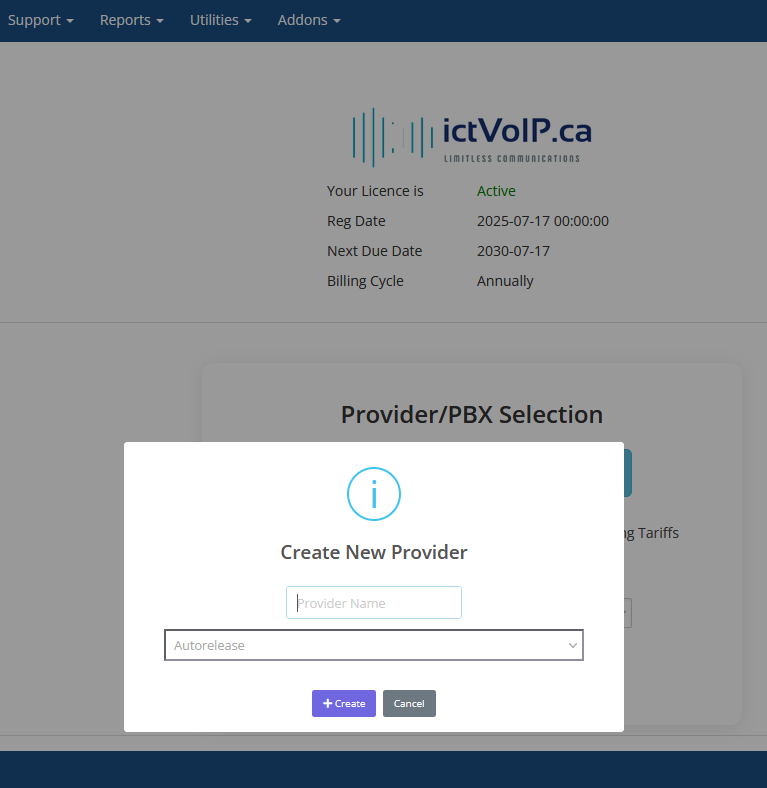 Support Reports Utilities Addons
ictVoIP.ca
LIMITLESS COMMUNICATIONS
Your Licence is Active
Reg Date 2025-07-17 00:00:00
Next Due Date 2030-07-17
Billing Cycle Annually
Provider/PBX Selection
i
Create New Provider
Tariffs
Provider Name
Autorelease
+ Create Cancel